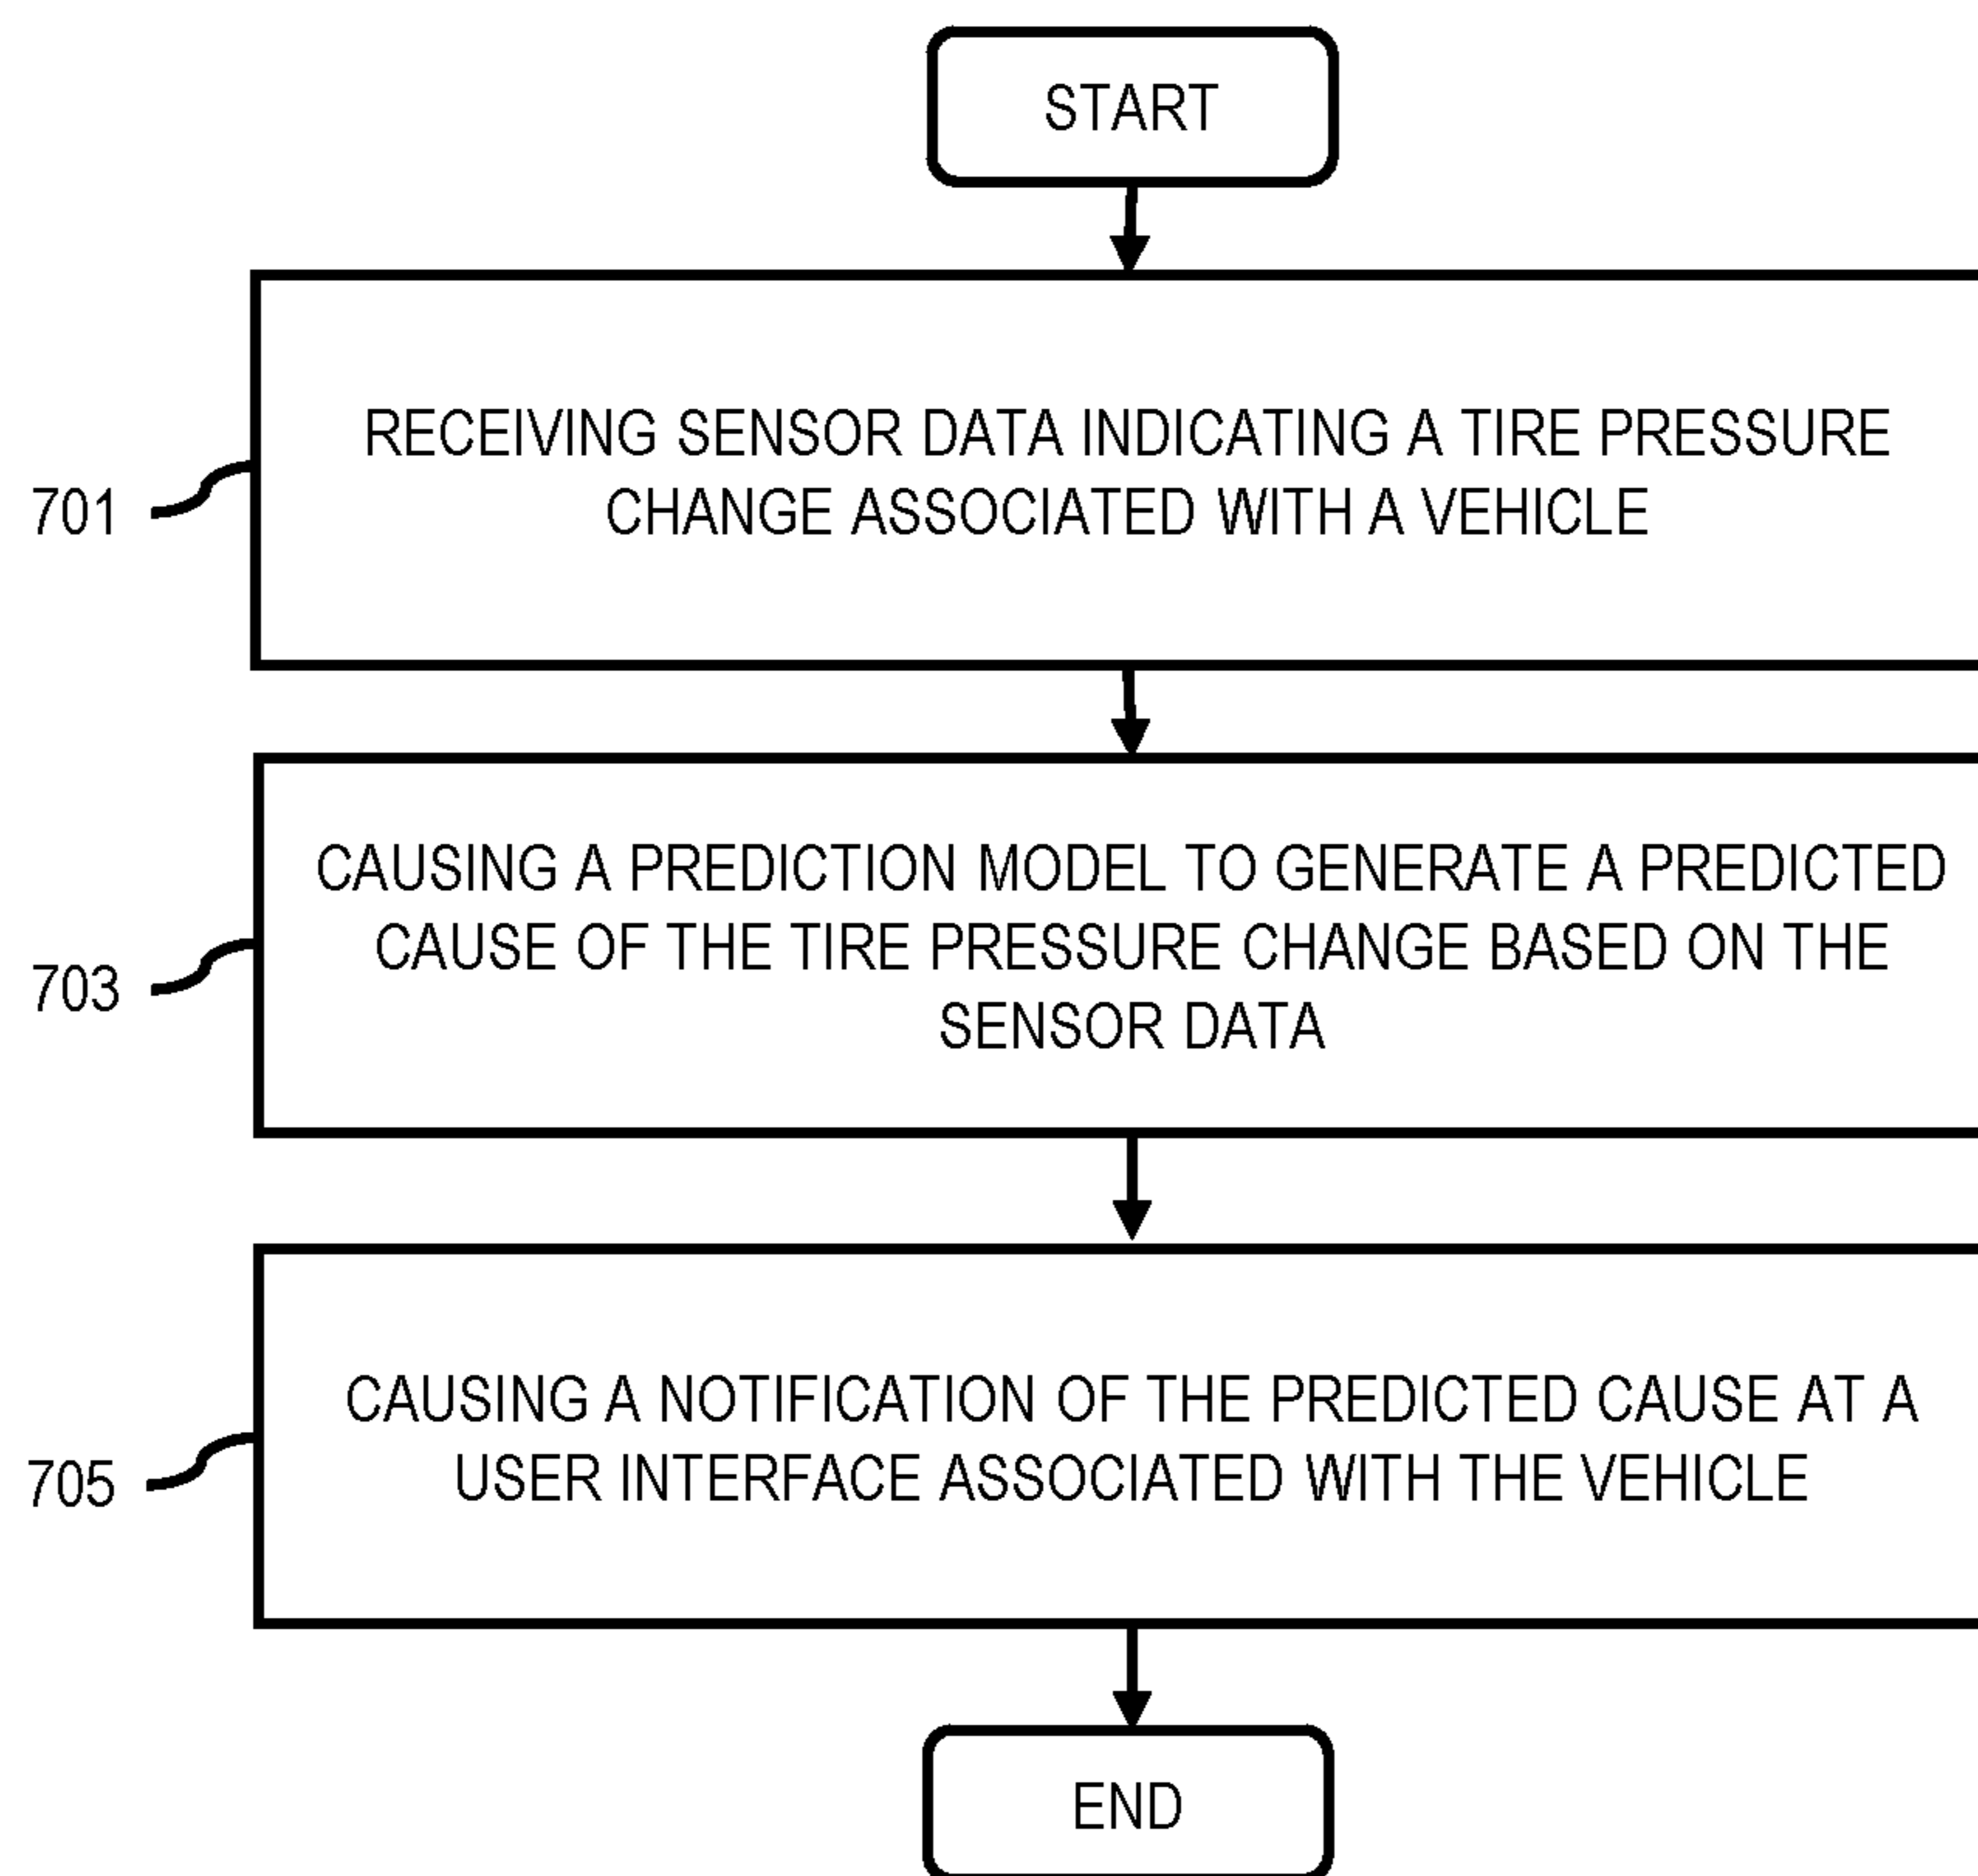 START
701
RECEIVING SENSOR DATA INDICATING A TIRE PRESSURE
CHANGE ASSOCIATED WITH A VEHICLE
703
CAUSING A PREDICTION MODEL TO GENERATE A PREDICTED
CAUSE OF THE TIRE PRESSURE CHANGE BASED ON THE
SENSOR DATA
705
CAUSING A NOTIFICATION OF THE PREDICTED CAUSE AT A
USER INTERFACE ASSOCIATED WITH THE VEHICLE
END